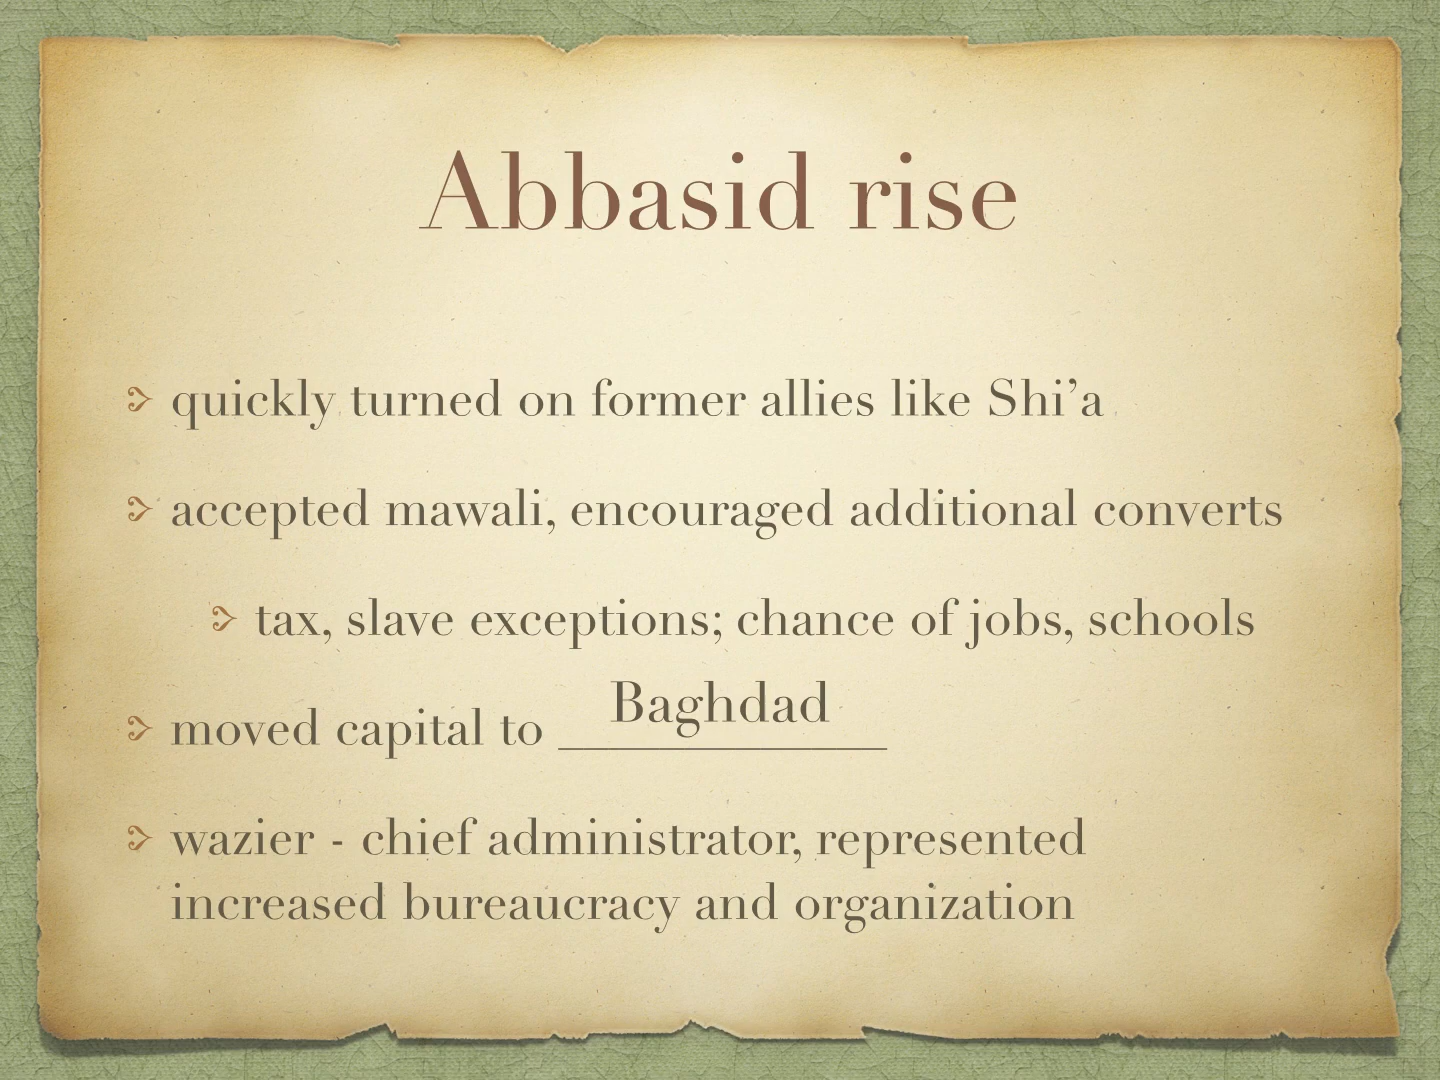 Abbasid rise
quickly turned on former allies like Shi’a
accepted mawali, encouraged additional converts
tax, slave exceptions; chance of jobs, schools
moved capital to _____________
Baghdad
wazier - chief administrator, represented
increased bureaucracy and organization